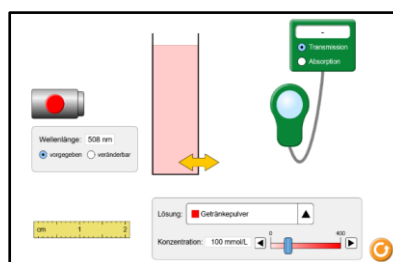 -
Transmission
Absorption
Wellenlänge: 508 nm
vorgegeben veränderbar
cm 1 2
Lösung: Getränkepulver
0 400
Konzentration: 100 mmol/L